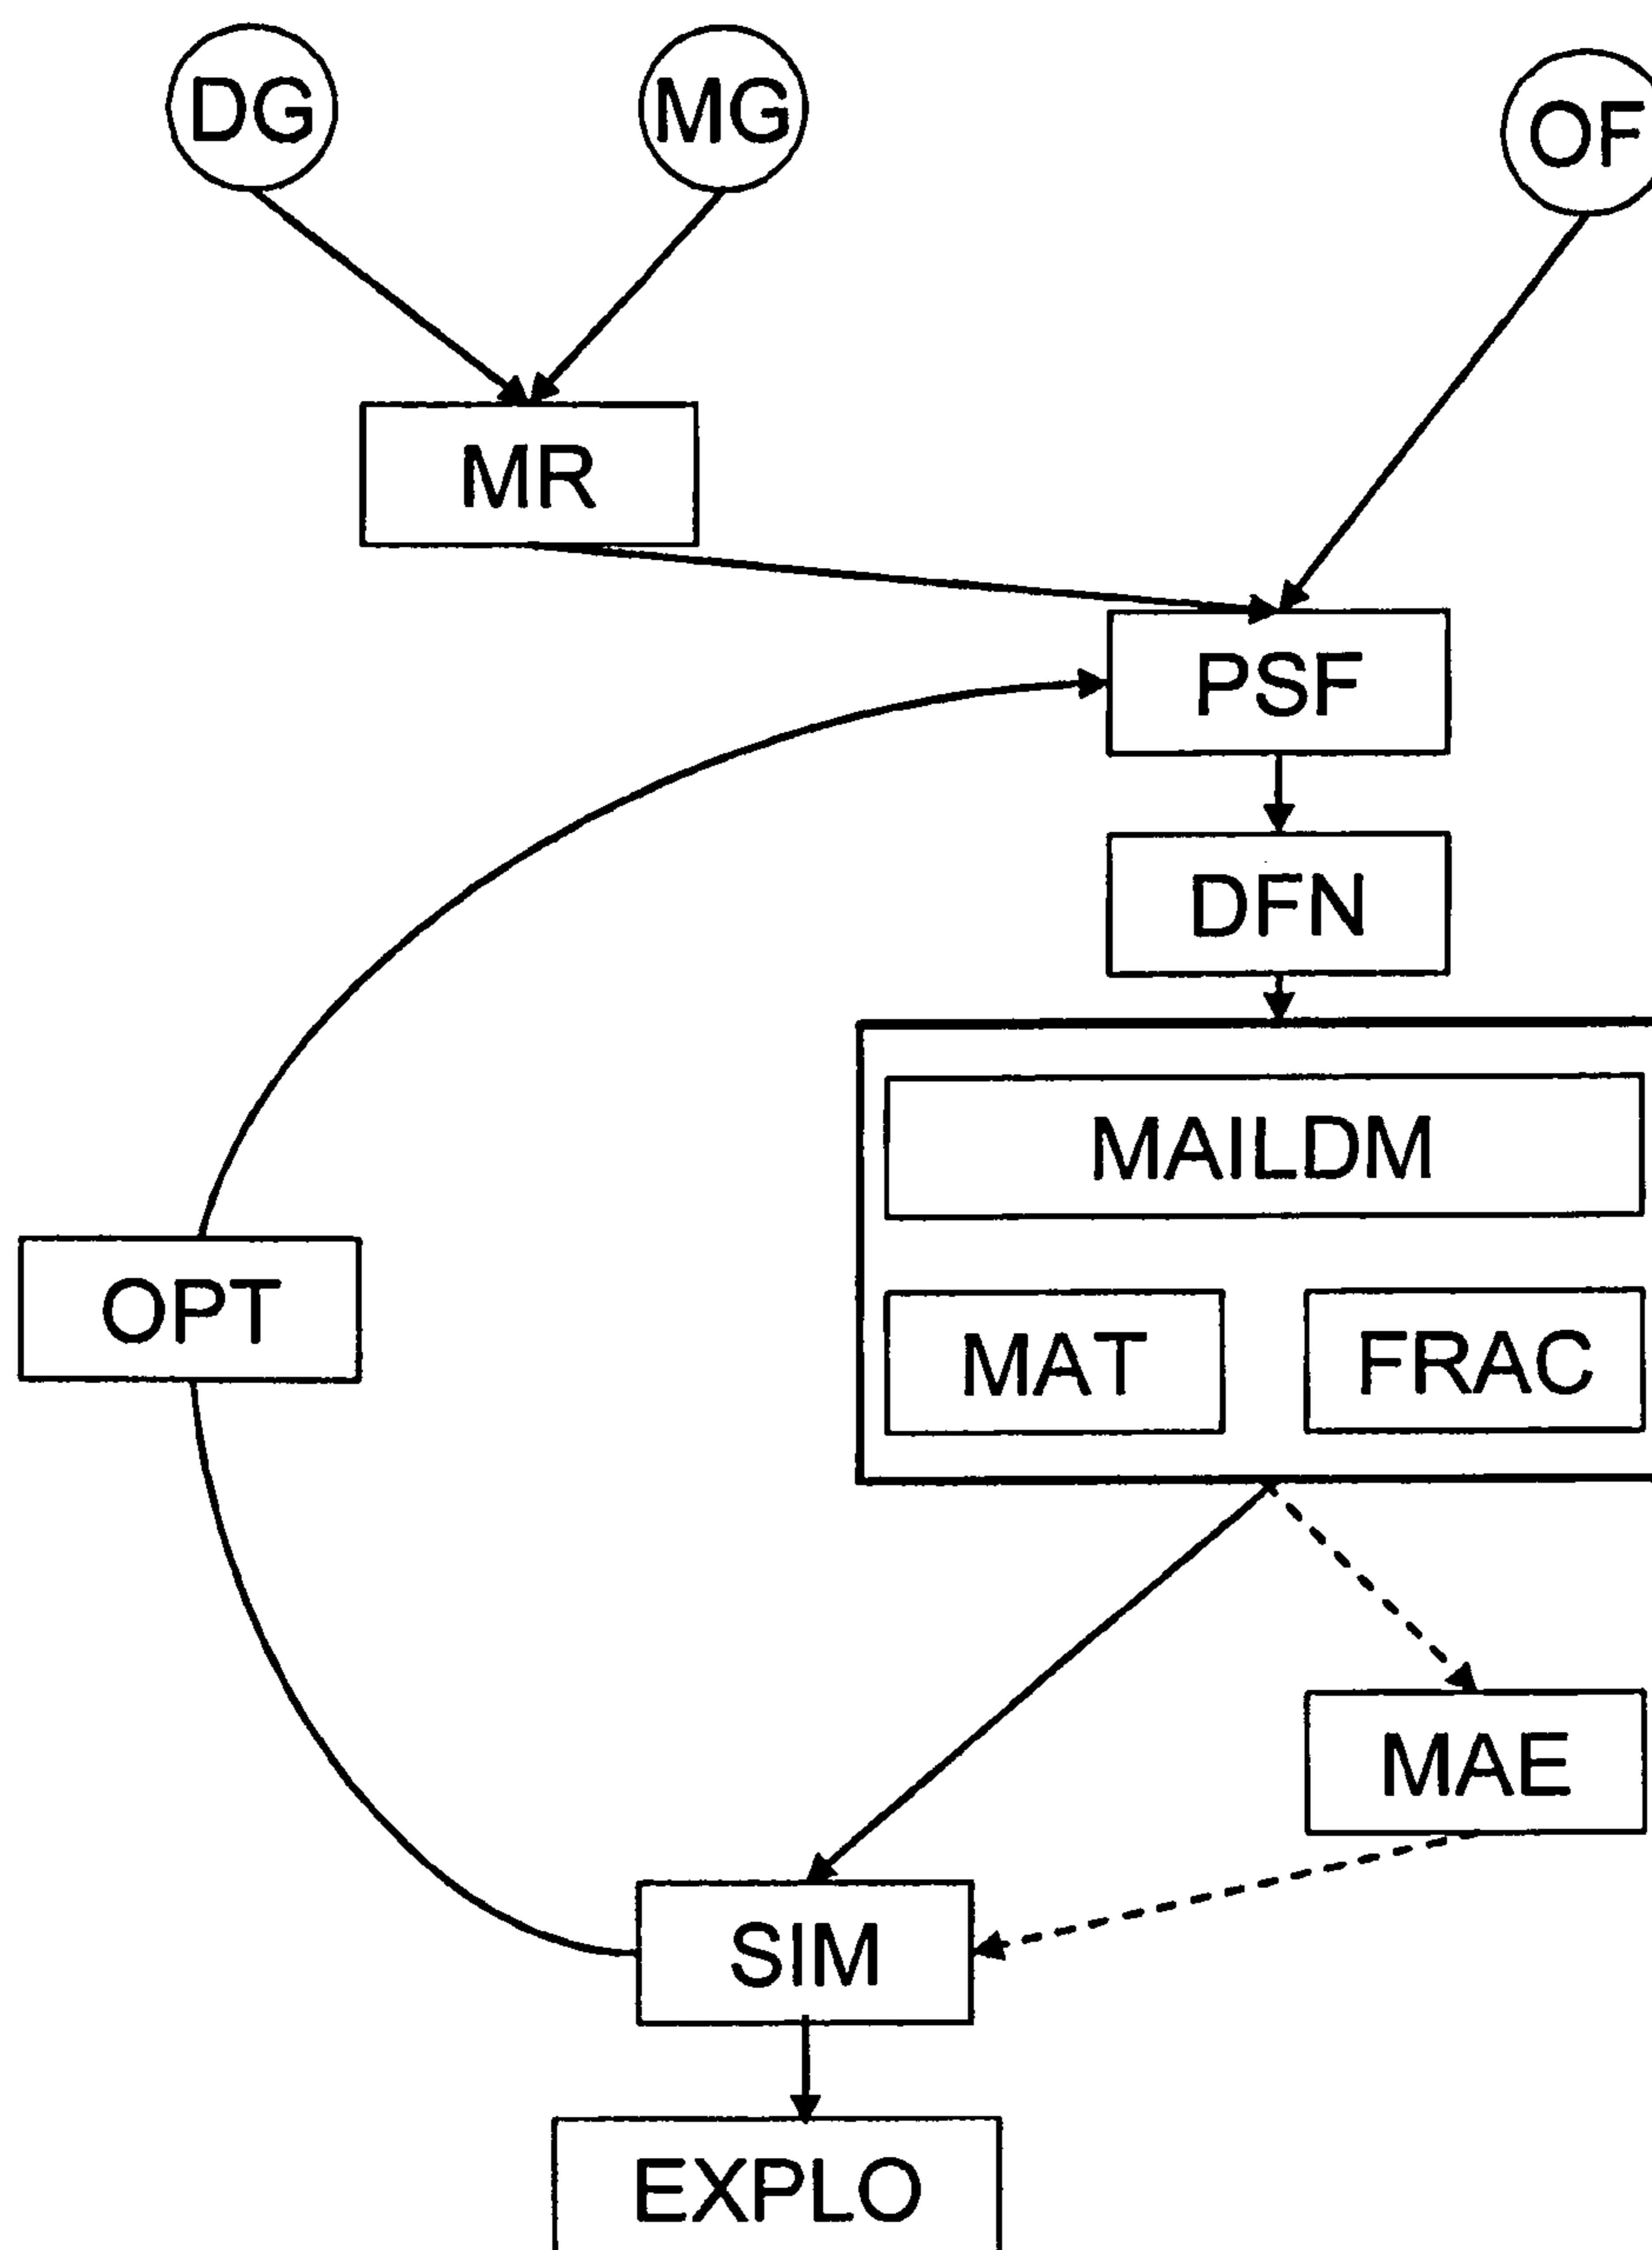 DG
MG
OF
MR
PSF
DFN
MAILDM
OPT
MAT
FRAC
MAE
SIM
EXPLO